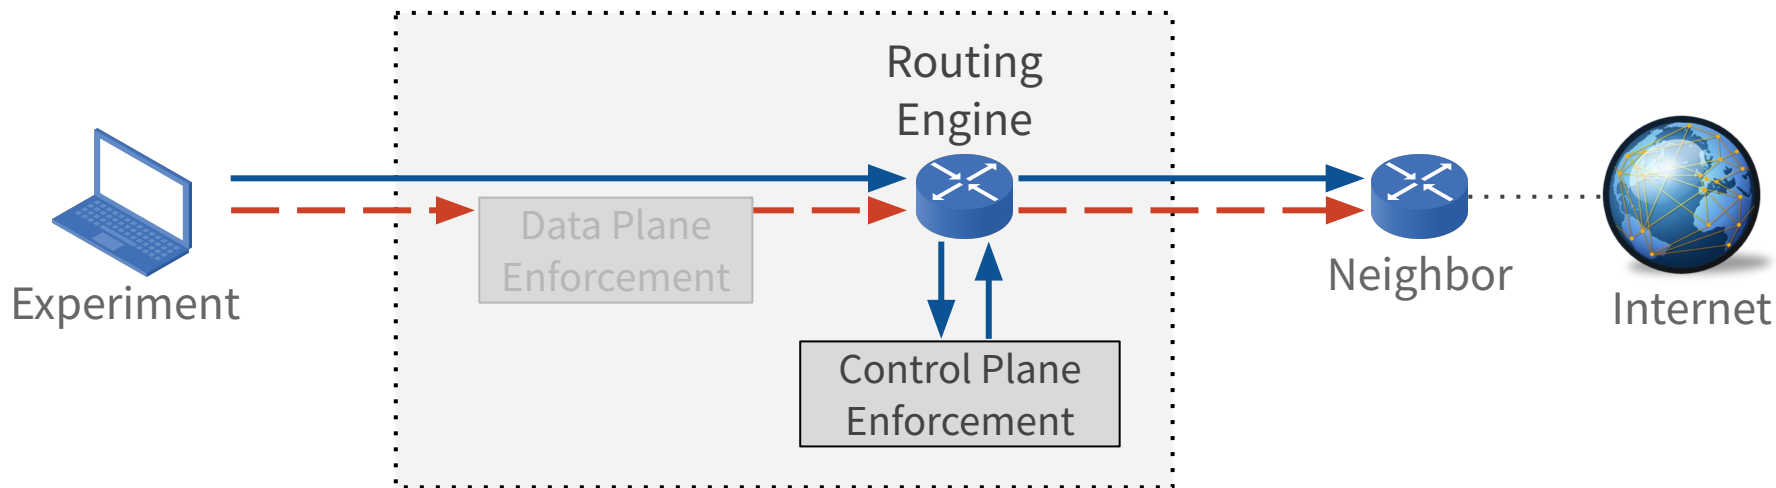 Routing
Engine
Data Plane
Enforcement
Experiment
Neighbor
Internet
Control Plane
Enforcement